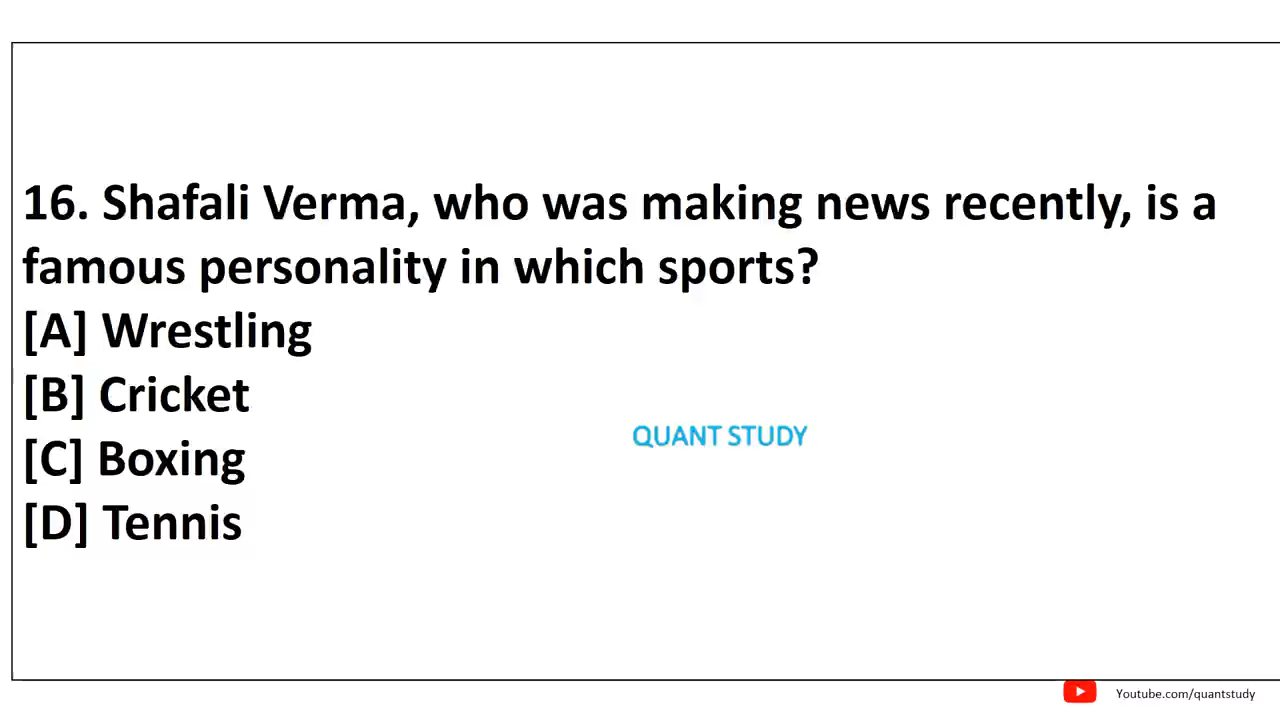 16. Shafali Verma, who was making news recently, is a
famous personality in which sports?
[A] Wrestling
[B] Cricket
[C] Boxing
[D] Tennis
QUANT STUDY
Youtube.com/quantstudy